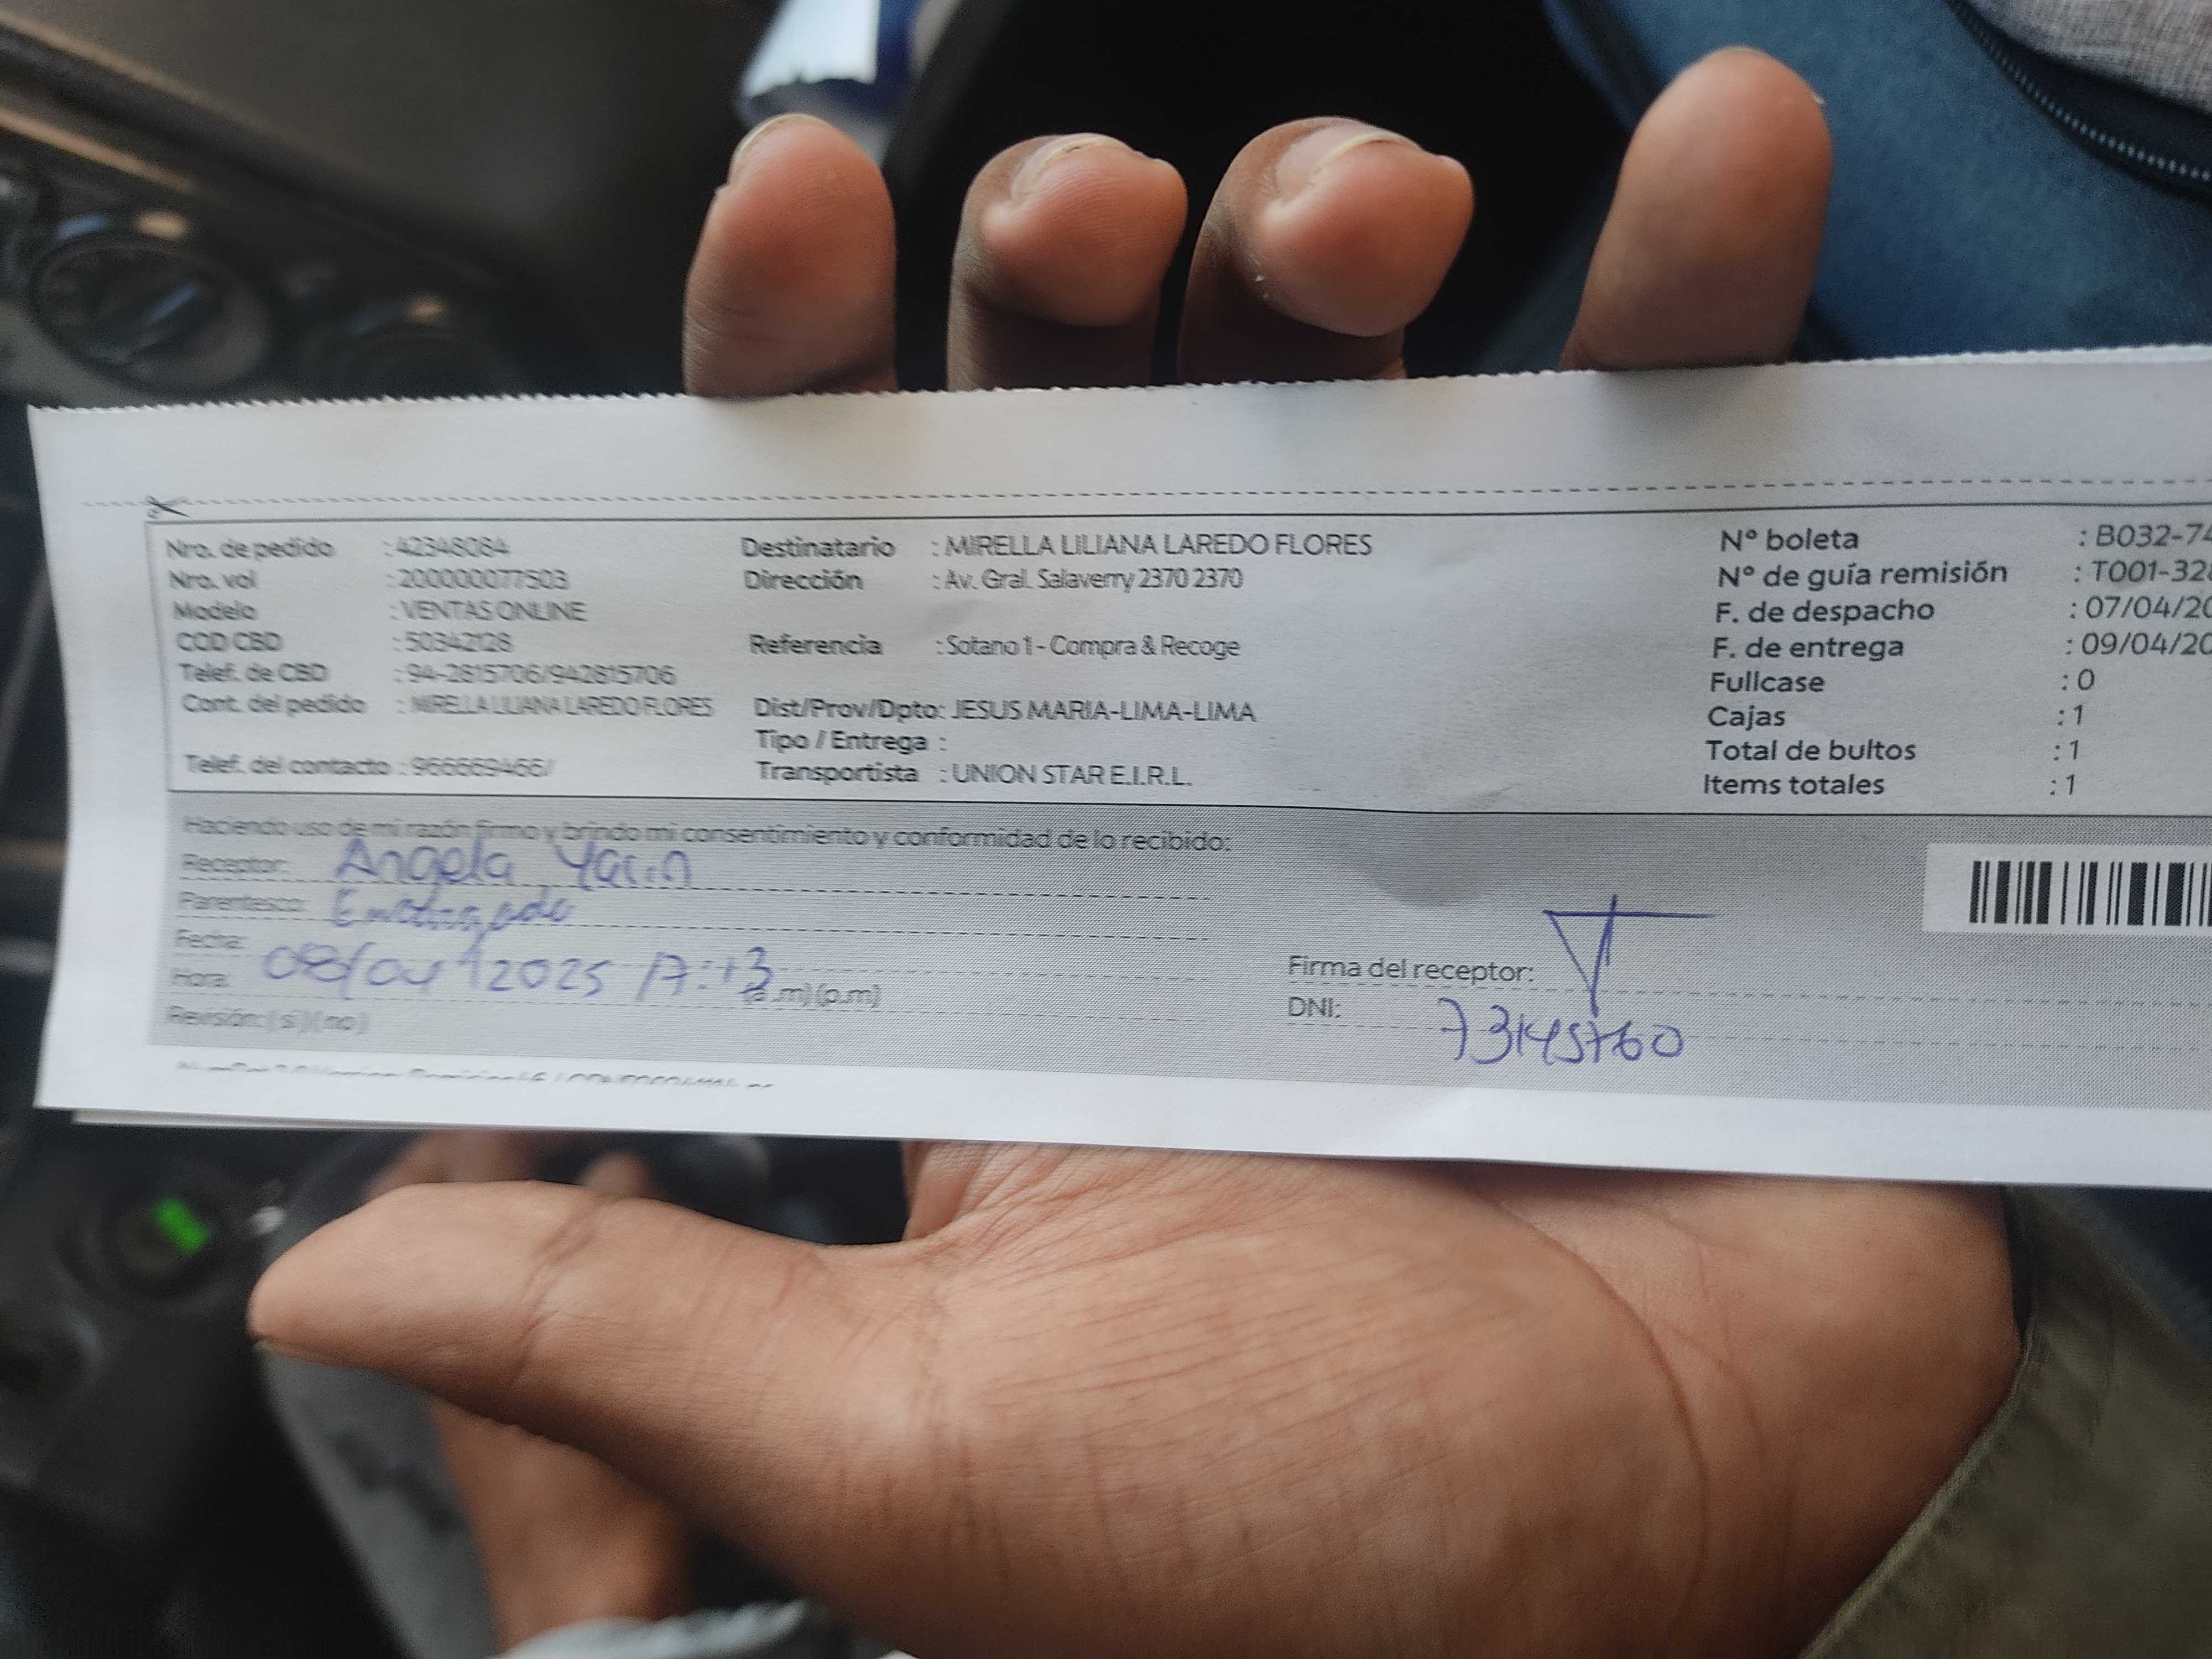 Nro. de pedido : 42348084
Nro. vol : 200000077503
Modelo : VENTAS ONLINE
COD CBD : 50342128
Telef. de CBD : 94-2815706/942815706
Cont. del pedido : MIRELLA LILIANA LAREDO FLORES
Telef. del contacto : 966669466/
Destinatario : MIRELLA LILIANA LAREDO FLORES
Dirección : Av. Gral. Salaverry 2370 2370
Referencia : Sotano 1 - Compra & Recoge
Dist/Prov/Dpto: JESUS MARIA-LIMA-LIMA
Tipo / Entrega :
Transportista : UNION STAR E.I.R.L.
Nº boleta : B032-74
Nº de guía remisión : T001-328
F. de despacho : 07/04/20
F. de entrega : 09/04/20
Fullcase : 0
Cajas : 1
Total de bultos : 1
Items totales : 1
Haciendo uso de mi razón firmo y brindo mi consentimiento y conformidad de lo recibido:
Receptor: Angela
Parentesco:
Fecha: 08/04/2025
Hora: (a.m)(p.m)
Revisión: ( si ) ( no )
Firma del receptor:
DNI: